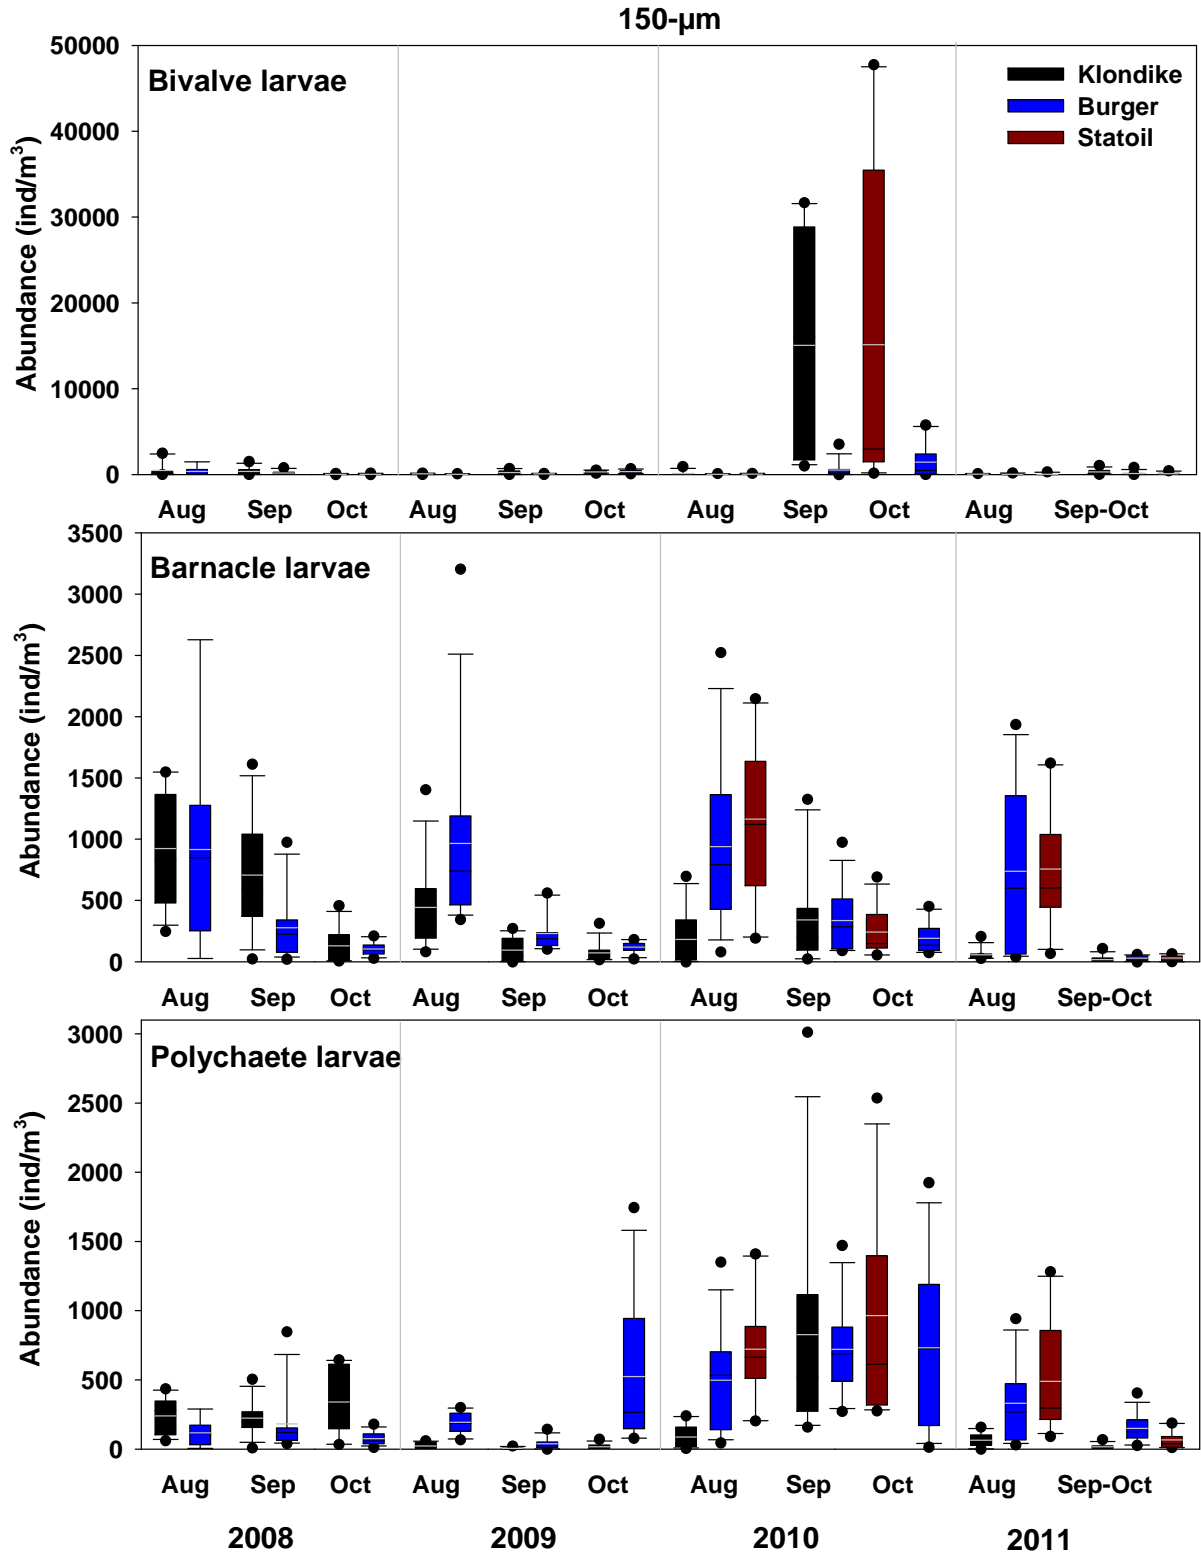 150-µm
Bivalve larvae
Klondike
Burger
Statoil
Abundance (ind/m³)
50000
40000
30000
20000
10000
0
Aug Sep Oct Aug Sep Oct Aug Sep Oct Aug Sep-Oct
Barnacle larvae
Abundance (ind/m³)
3500
3000
2500
2000
1500
1000
500
0
Aug Sep Oct Aug Sep Oct Aug Sep Oct Aug Sep-Oct
Polychaete larvae
Abundance (ind/m³)
3000
2500
2000
1500
1000
500
0
Aug Sep Oct Aug Sep Oct Aug Sep Oct Aug Sep-Oct
2008 2009 2010 2011